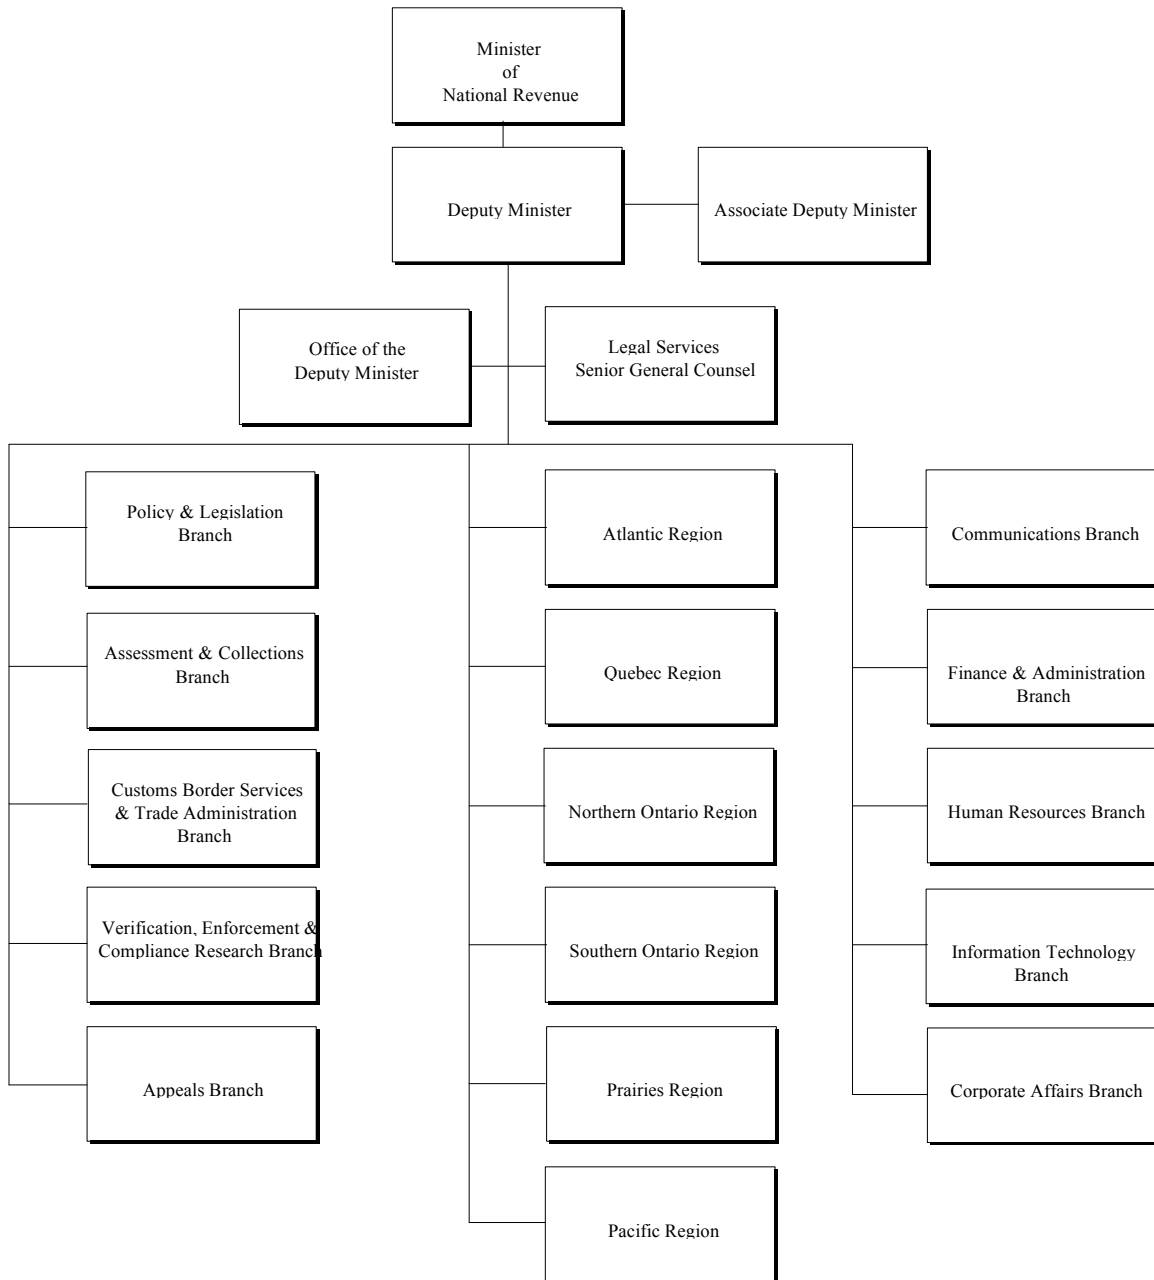 Minister
of
National Revenue
Deputy Minister
Associate Deputy Minister
Office of the
Deputy Minister
Legal Services
Senior General Counsel
Policy & Legislation
Branch
Assessment & Collections
Branch
Customs Border Services
& Trade Administration
Branch
Verification, Enforcement &
Compliance Research Branch
Appeals Branch
Atlantic Region
Quebec Region
Northern Ontario Region
Southern Ontario Region
Prairies Region
Pacific Region
Communications Branch
Finance & Administration
Branch
Human Resources Branch
Information Technology
Branch
Corporate Affairs Branch